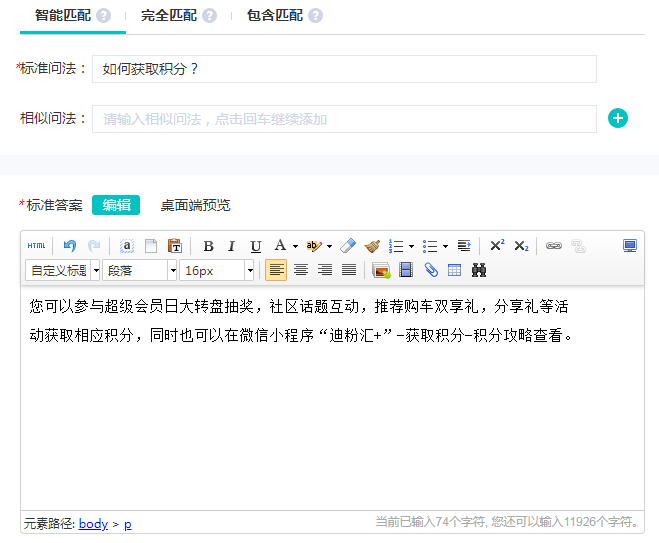 智能匹配 ? 完全匹配 ? 包含匹配 ?
*标准问法： 如何获取积分？
相似问法： 请输入相似问法，点击回车继续添加
*标准答案 编辑 桌面端预览
HTML a T B I U A ab X² X₂
自定义标题 段落 16px
您可以参与超级会员日大转盘抽奖，社区话题互动，推荐购车双享礼，分享礼等活
动获取相应积分，同时也可以在微信小程序“迪粉汇+”-获取积分-积分攻略查看。
元素路径: body > p 当前已输入74个字符, 您还可以输入11926个字符。